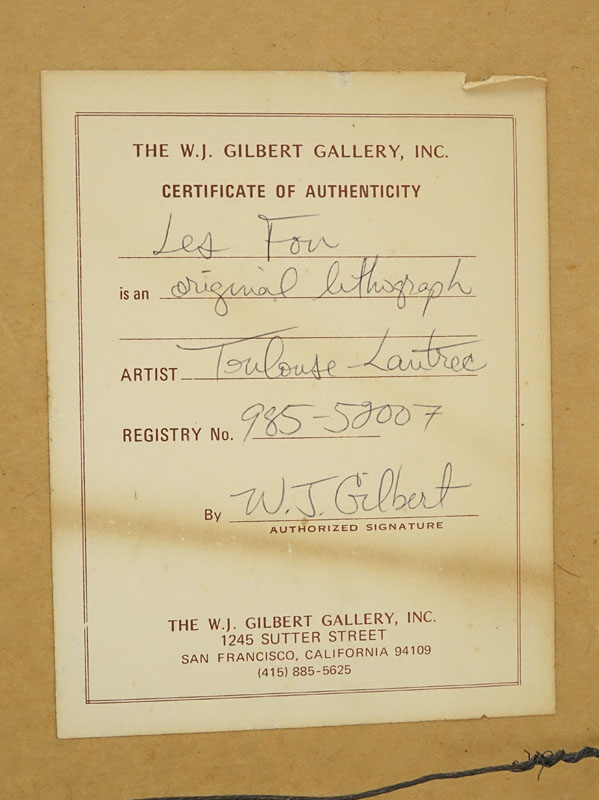 THE W.J. GILBERT GALLERY, INC.
CERTIFICATE OF AUTHENTICITY
Les Fou
is an original lithograph
ARTIST Toulouse-Lautrec
REGISTRY No. 985-52007
By W.J. Gilbert
AUTHORIZED SIGNATURE
THE W.J. GILBERT GALLERY, INC.
1245 SUTTER STREET
SAN FRANCISCO, CALIFORNIA 94109
(415) 885-5625